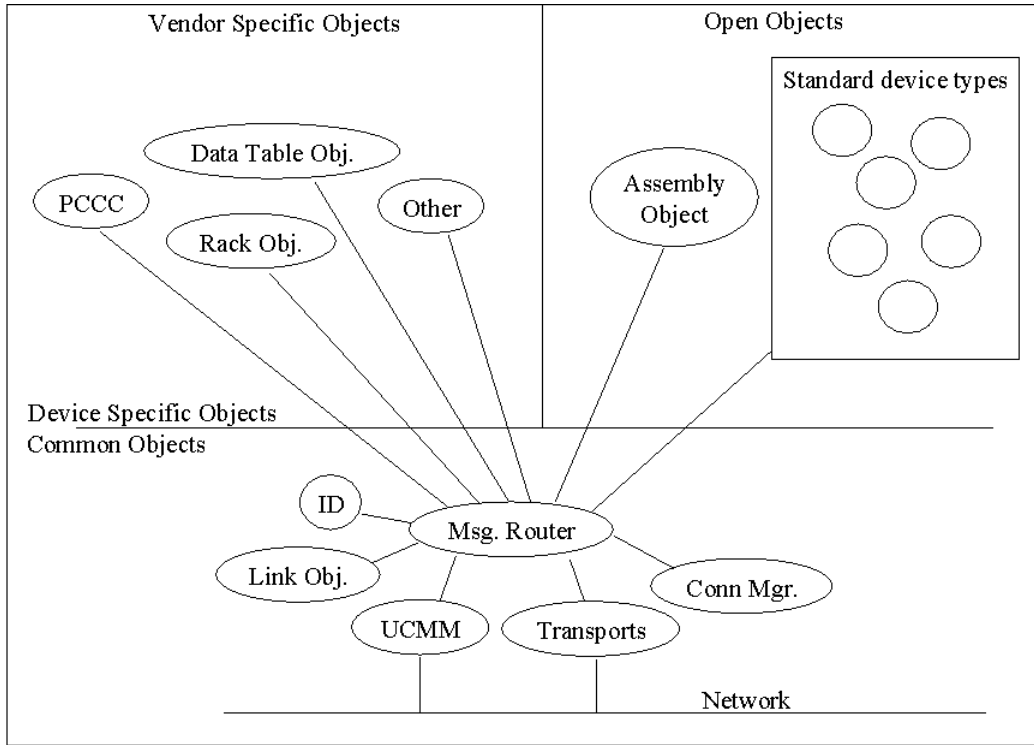 Vendor Specific Objects
Open Objects
Standard device types
Data Table Obj.
PCCC
Other
Rack Obj.
Assembly
Object
Device Specific Objects
Common Objects
ID
Msg. Router
Link Obj.
Conn Mgr.
UCMM
Transports
Network